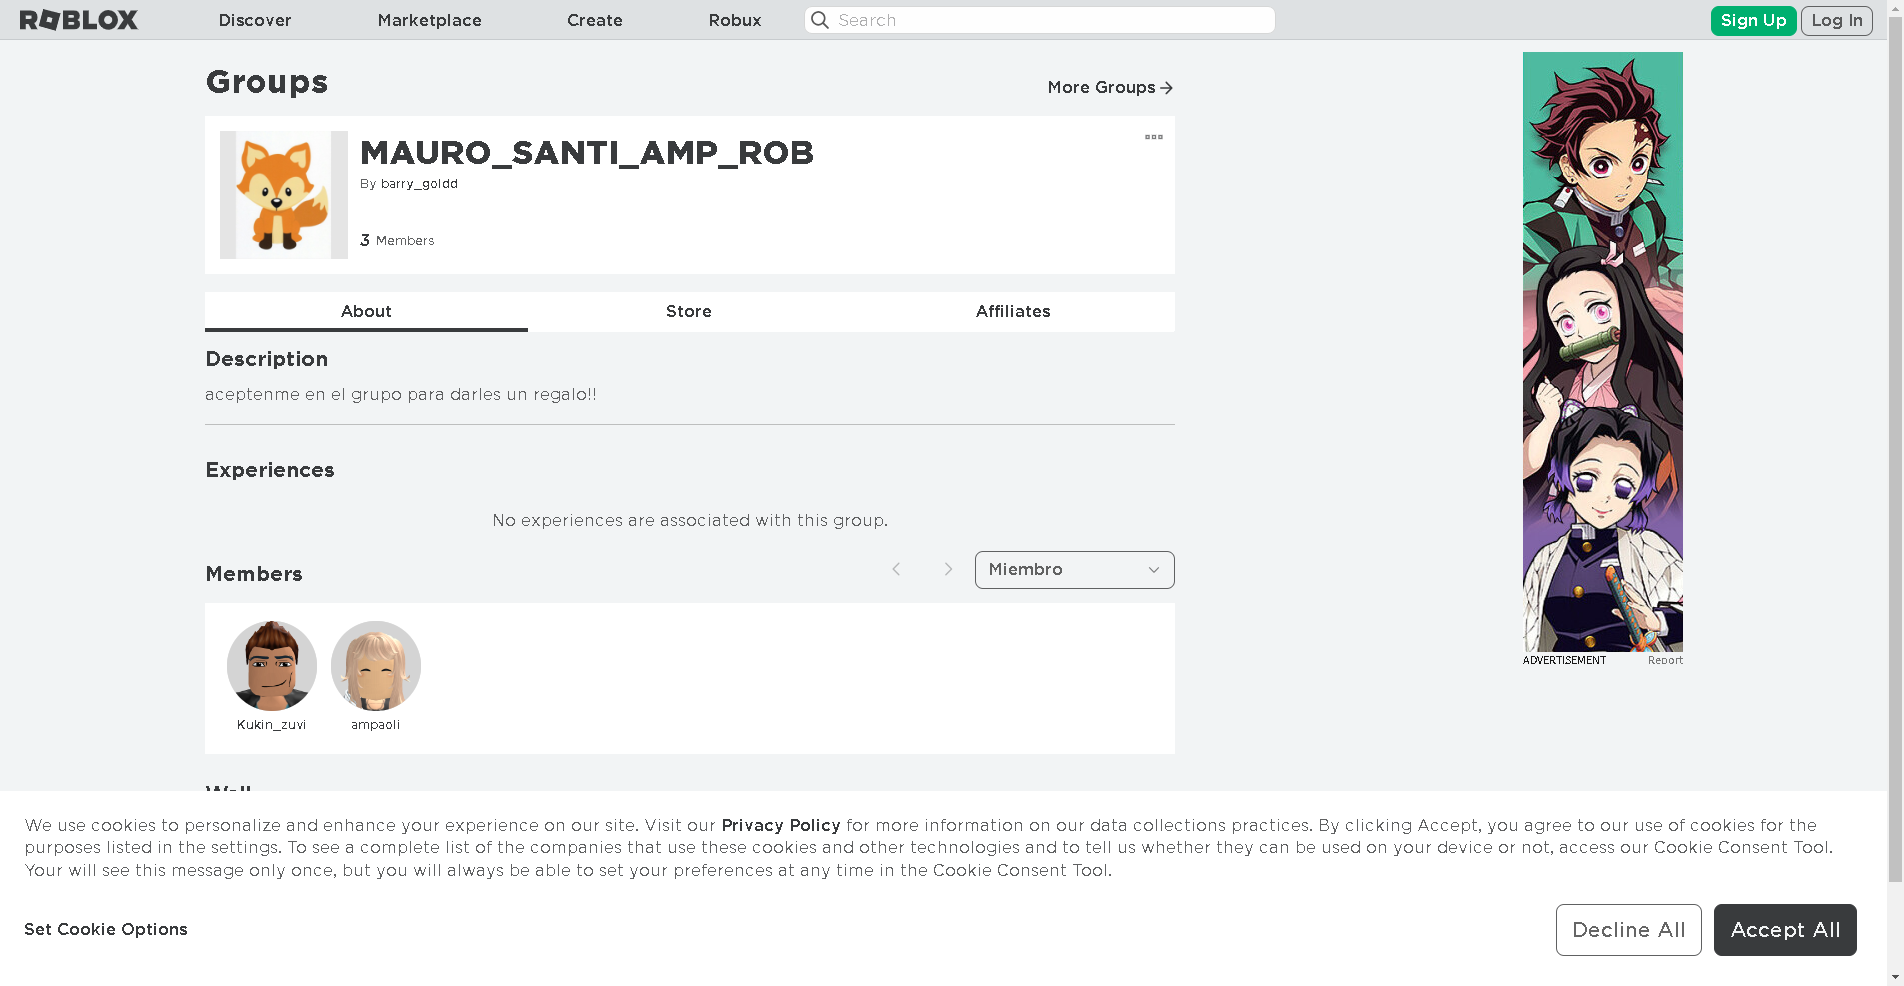 ROBLOX Discover Marketplace Create Robux Search Sign Up Log In
Groups
More Groups
MAURO_SANTI_AMP_ROB
By barry_goldd
3 Members
About Store Affiliates
Description
aceptenme en el grupo para darles un regalo!!
Experiences
No experiences are associated with this group.
Members
Miembro
Kukin_zuvi ampaoli
Wall
ADVERTISEMENT Report
We use cookies to personalize and enhance your experience on our site. Visit our Privacy Policy for more information on our data collections practices. By clicking Accept, you agree to our use of cookies for the
purposes listed in the settings. To see a complete list of the companies that use these cookies and other technologies and to tell us whether they can be used on your device or not, access our Cookie Consent Tool.
Your will see this message only once, but you will always be able to set your preferences at any time in the Cookie Consent Tool.
Set Cookie Options
Decline All Accept All